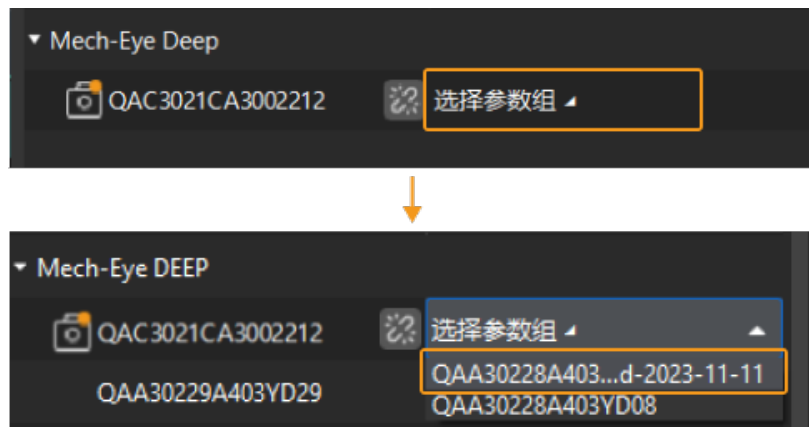 Mech-Eye Deep
QAC3021CA3002212 选择参数组
Mech-Eye DEEP
QAC3021CA3002212 选择参数组
QAA30228A403...d-2023-11-11
QAA30229A403YD29
QAA30228A403YD08